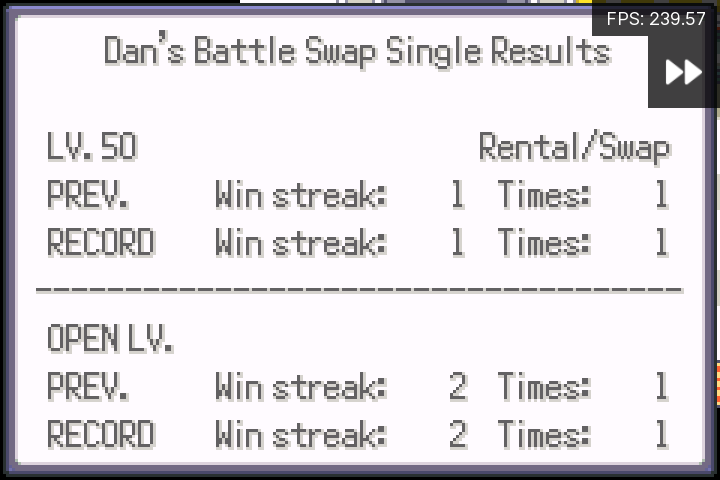 FPS: 239.57
Dan's Battle Swap Single Results
LV. 50 Rental/Swap
PREV. Win streak: 1 Times: 1
RECORD Win streak: 1 Times: 1
OPEN LV.
PREV. Win streak: 2 Times: 1
RECORD Win streak: 2 Times: 1